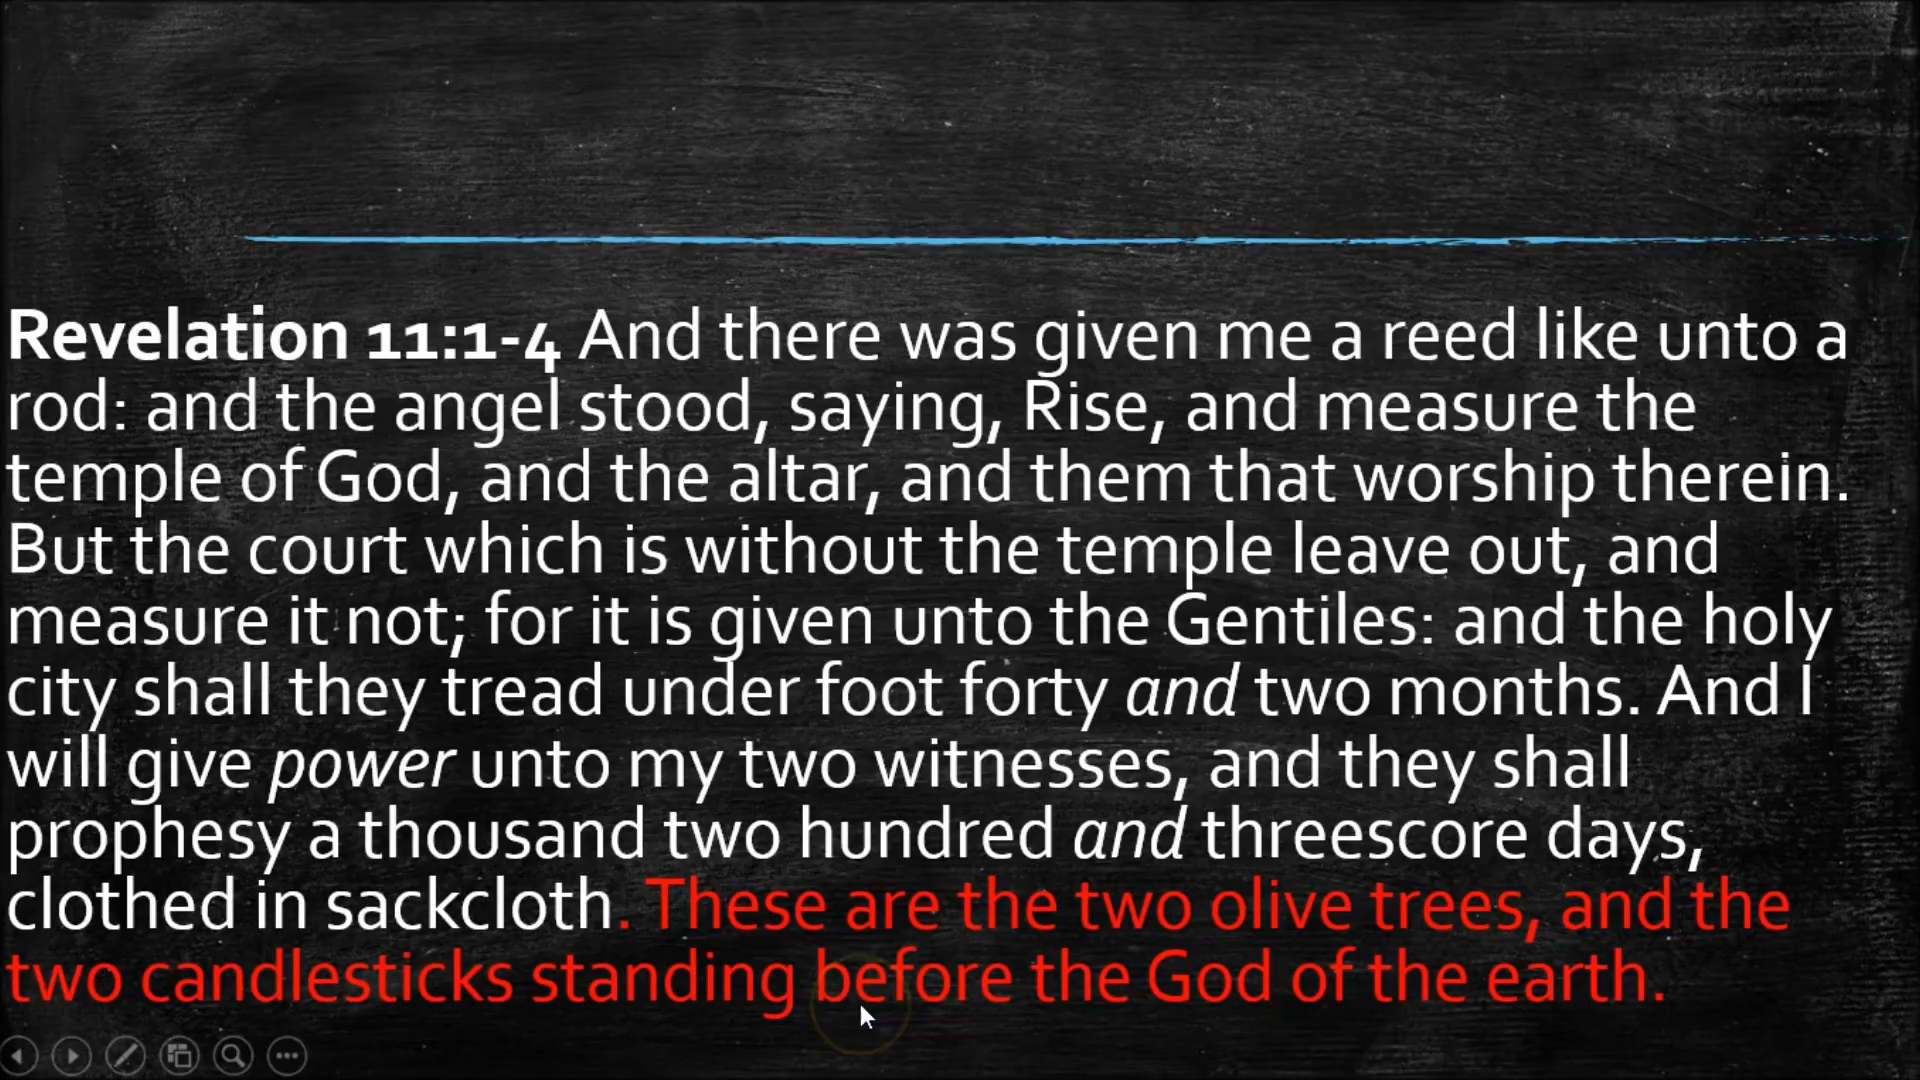 Revelation 11:1-4 And there was given me a reed like unto a
rod: and the angel stood, saying, Rise, and measure the
temple of God, and the altar, and them that worship therein.
But the court which is without the temple leave out, and
measure it not; for it is given unto the Gentiles: and the holy
city shall they tread under foot forty and two months. And I
will give power unto my two witnesses, and they shall
prophesy a thousand two hundred and threescore days,
clothed in sackcloth. These are the two olive trees, and the
two candlesticks standing before the God of the earth.